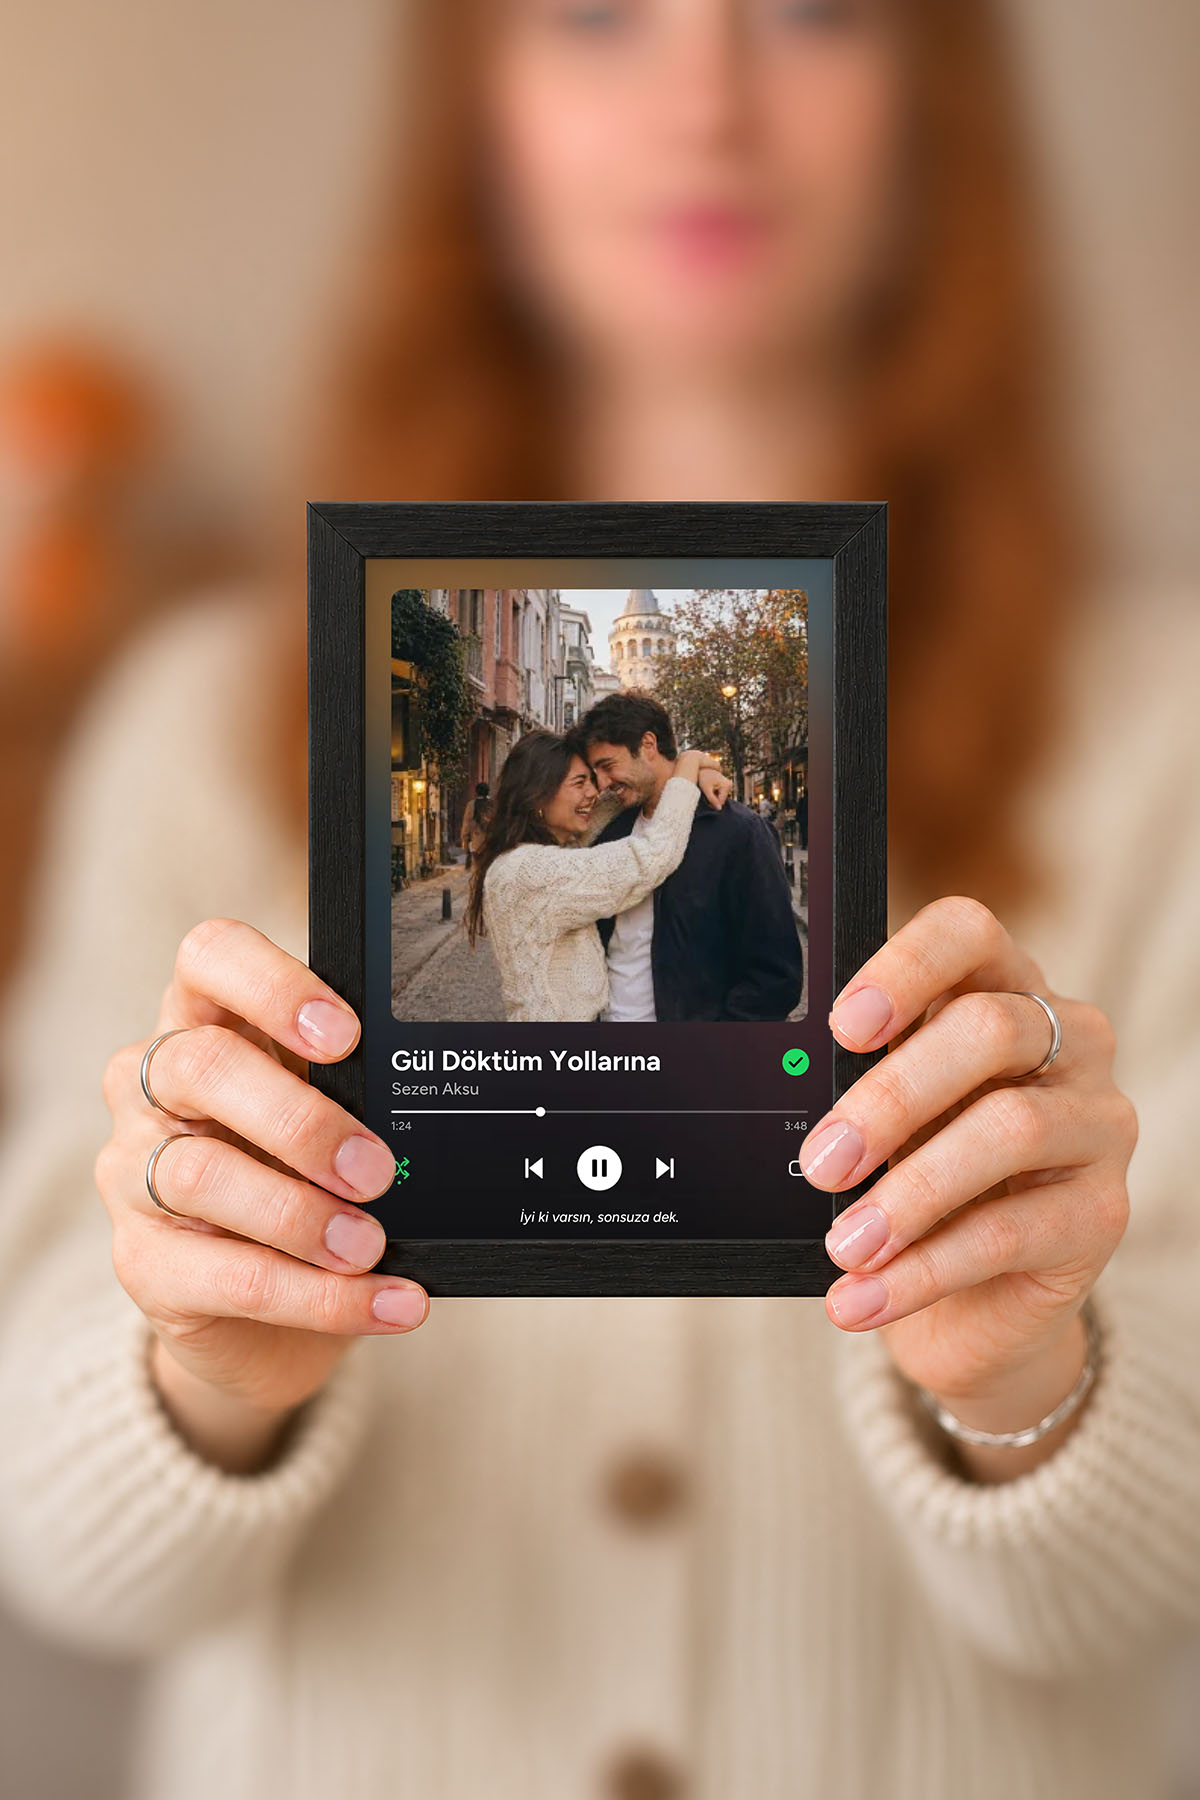 Gül Döktüm Yollarına
Sezen Aksu
1:24
3:48
İyi ki varsın, sonsuza dek.